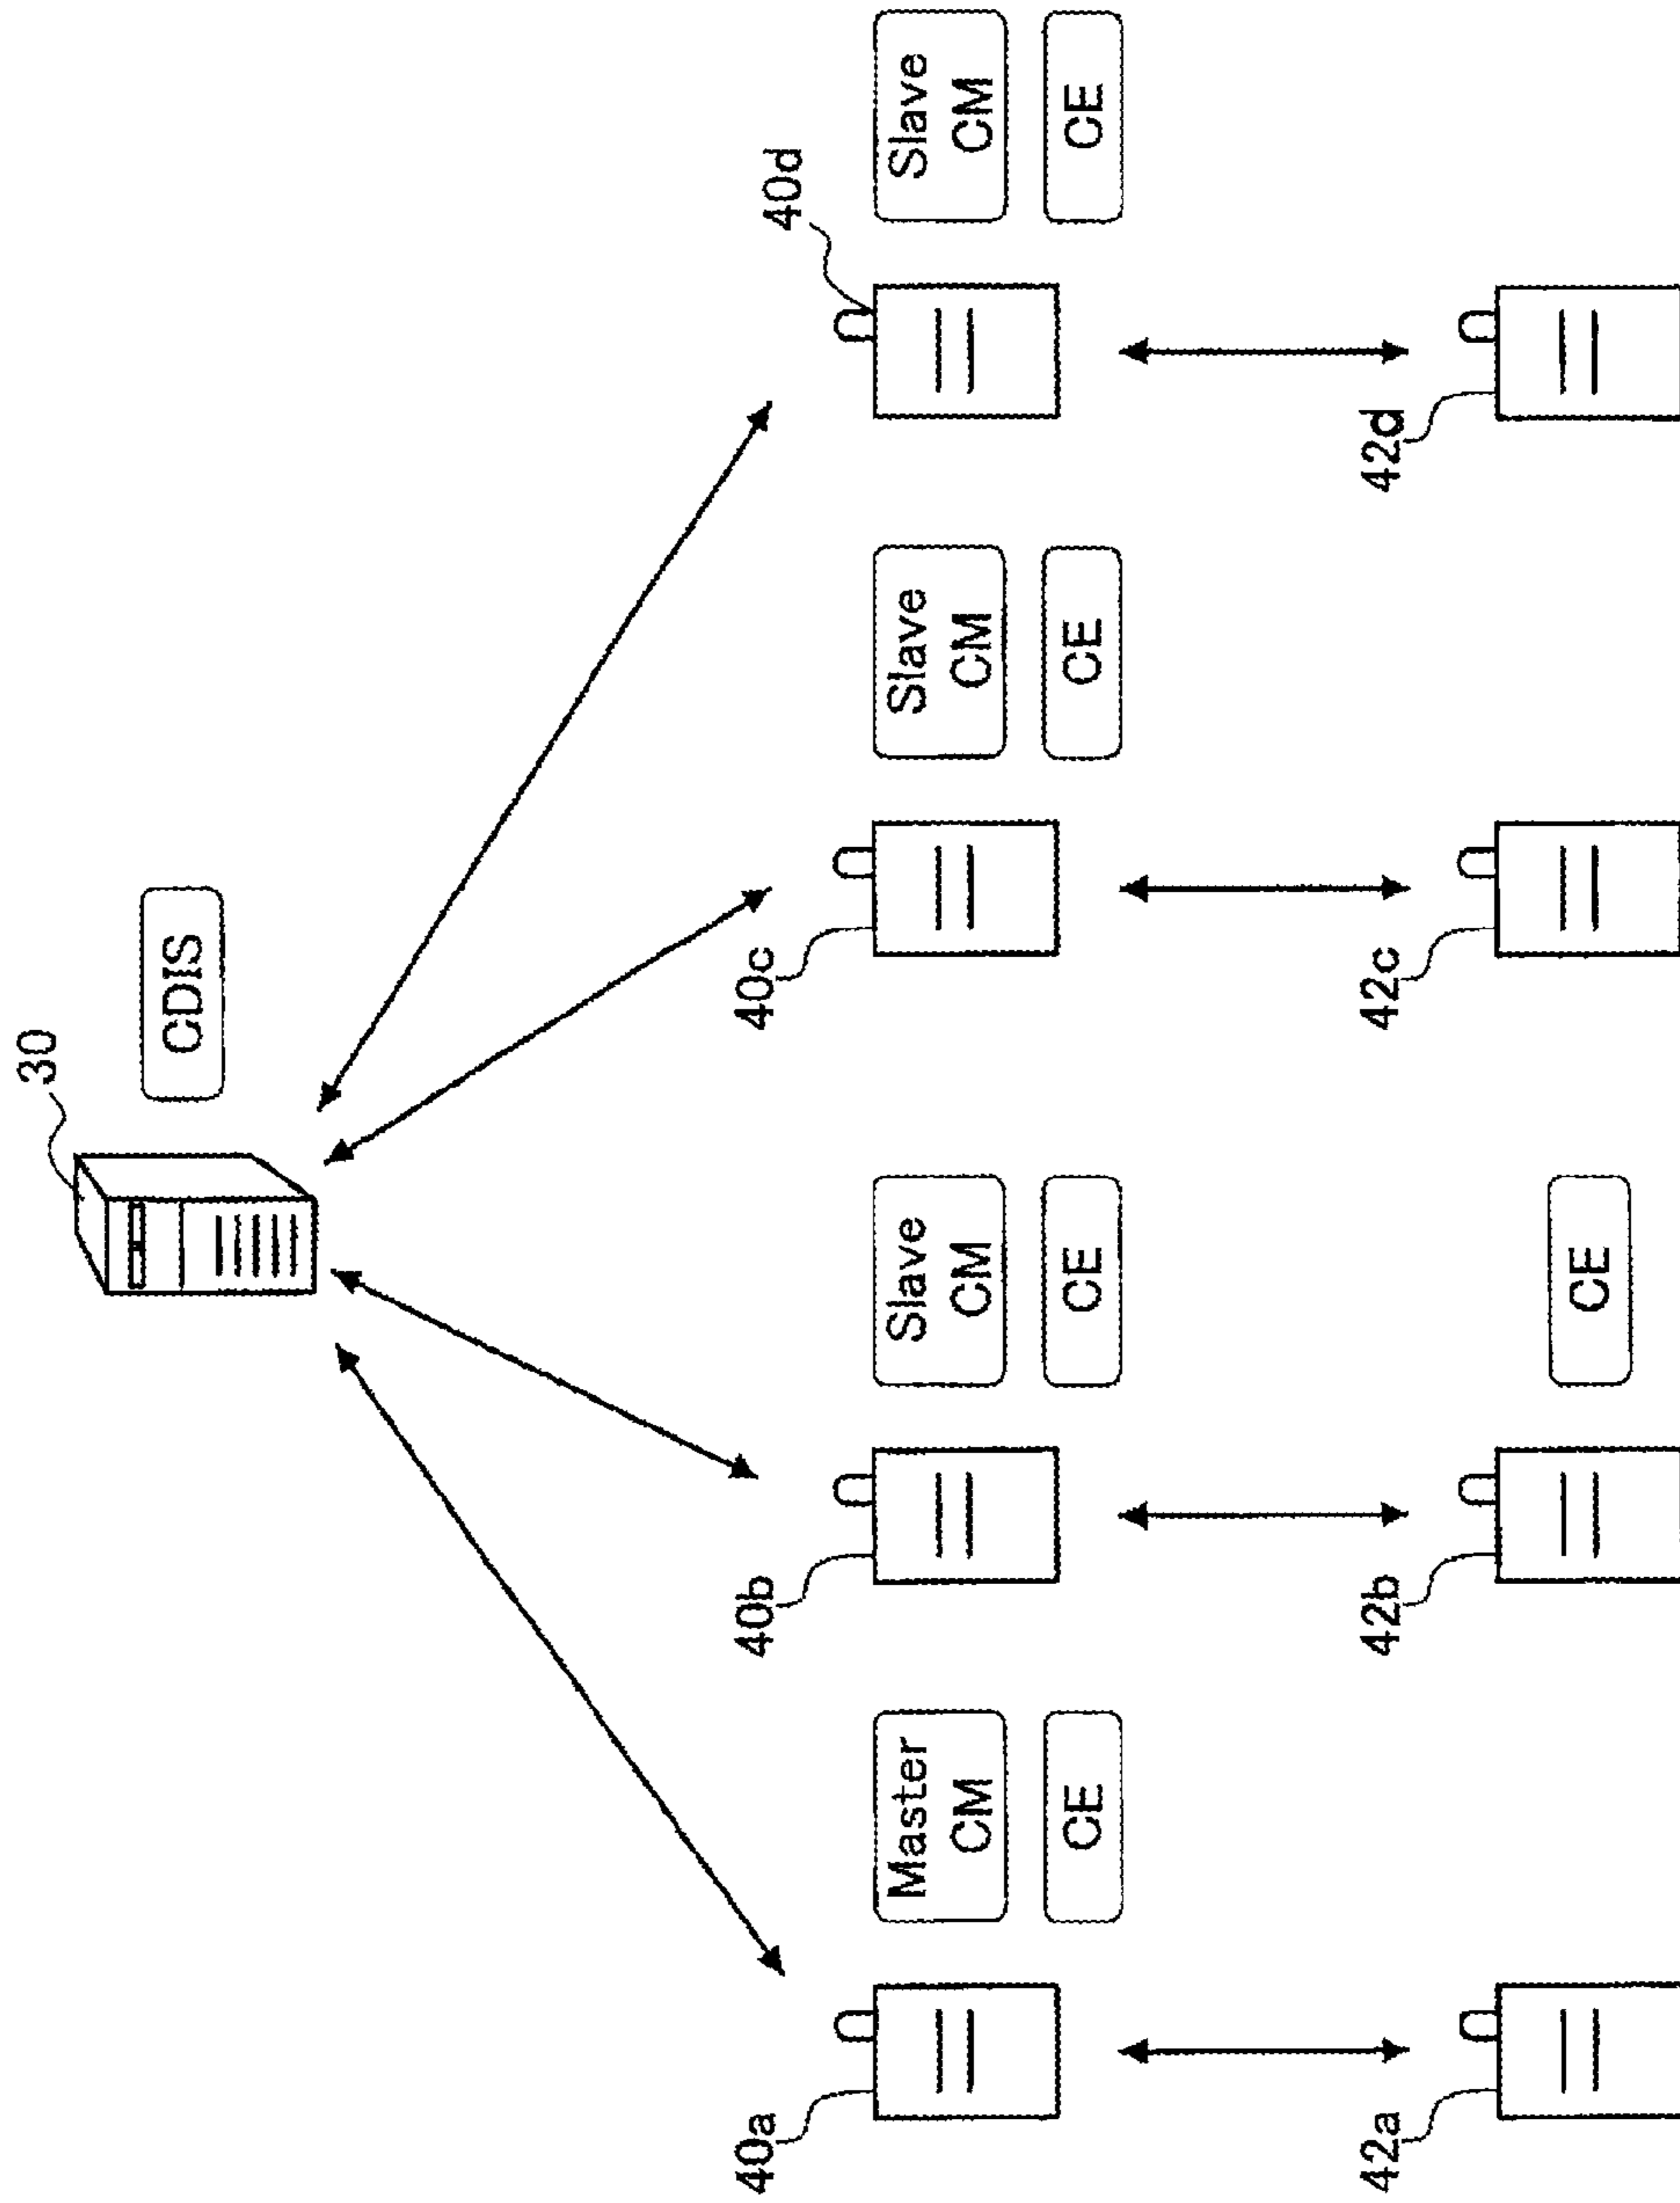 30
CDIS
40a
Master
CM
CE
40b
Slave
CM
CE
40c
Slave
CM
CE
40d
Slave
CM
CE
42a
42b
CE
42c
42d